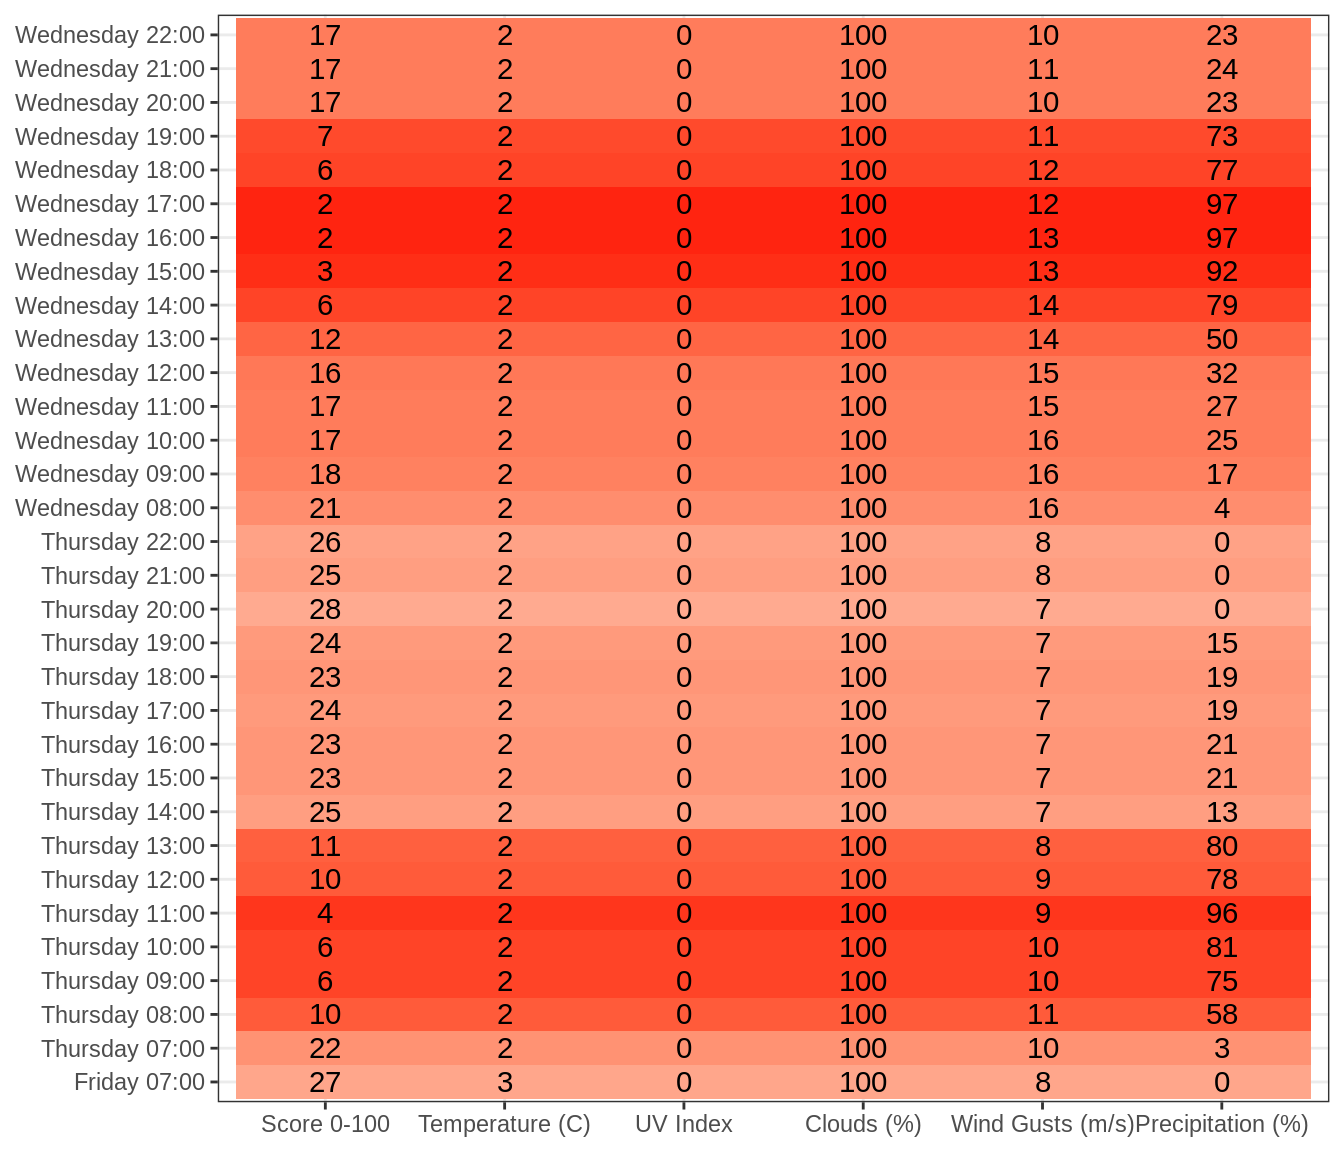 Wednesday 22:00 17 2 0 100 10 23
Wednesday 21:00 17 2 0 100 11 24
Wednesday 20:00 17 2 0 100 10 23
Wednesday 19:00 7 2 0 100 11 73
Wednesday 18:00 6 2 0 100 12 77
Wednesday 17:00 2 2 0 100 12 97
Wednesday 16:00 2 2 0 100 13 97
Wednesday 15:00 3 2 0 100 13 92
Wednesday 14:00 6 2 0 100 14 79
Wednesday 13:00 12 2 0 100 14 50
Wednesday 12:00 16 2 0 100 15 32
Wednesday 11:00 17 2 0 100 15 27
Wednesday 10:00 17 2 0 100 16 25
Wednesday 09:00 18 2 0 100 16 17
Wednesday 08:00 21 2 0 100 16 4
Thursday 22:00 26 2 0 100 8 0
Thursday 21:00 25 2 0 100 8 0
Thursday 20:00 28 2 0 100 7 0
Thursday 19:00 24 2 0 100 7 15
Thursday 18:00 23 2 0 100 7 19
Thursday 17:00 24 2 0 100 7 19
Thursday 16:00 23 2 0 100 7 21
Thursday 15:00 23 2 0 100 7 21
Thursday 14:00 25 2 0 100 7 13
Thursday 13:00 11 2 0 100 8 80
Thursday 12:00 10 2 0 100 9 78
Thursday 11:00 4 2 0 100 9 96
Thursday 10:00 6 2 0 100 10 81
Thursday 09:00 6 2 0 100 10 75
Thursday 08:00 10 2 0 100 11 58
Thursday 07:00 22 2 0 100 10 3
Friday 07:00 27 3 0 100 8 0
Score 0-100 Temperature (C) UV Index Clouds (%) Wind Gusts (m/s) Precipitation (%)